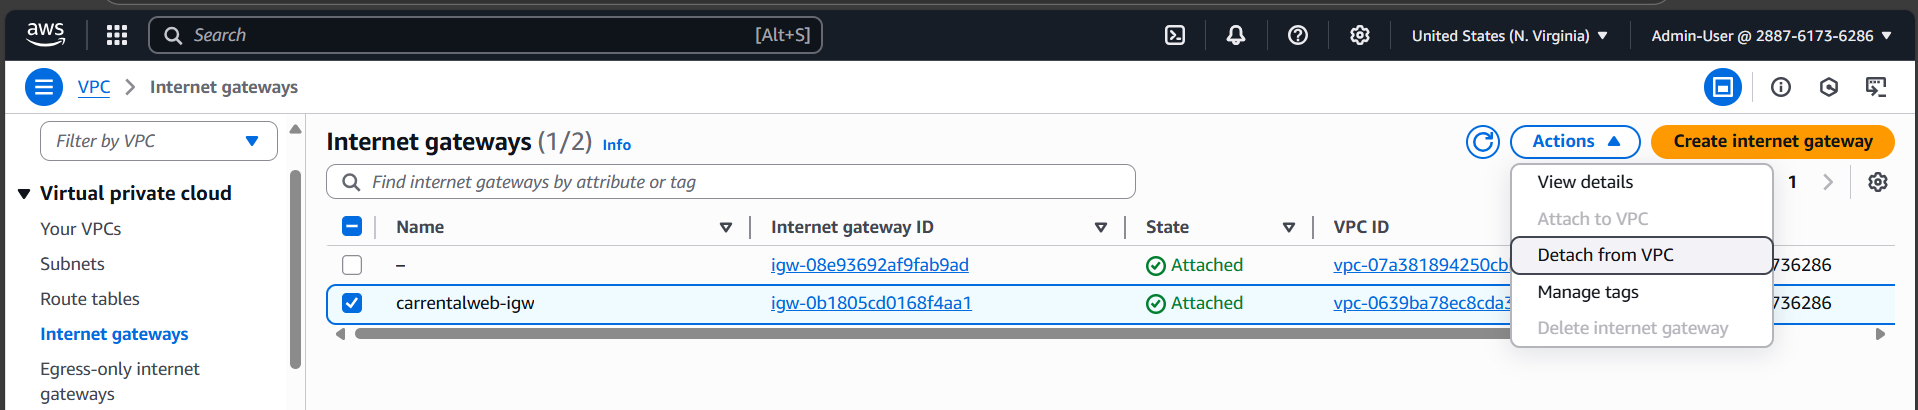 aws
Search [Alt+S]
United States (N. Virginia)
Admin-User @ 2887-6173-6286
VPC > Internet gateways
Filter by VPC
Virtual private cloud
Your VPCs
Subnets
Route tables
Internet gateways
Egress-only internet
gateways
Internet gateways (1/2) Info
Actions
Create internet gateway
Find internet gateways by attribute or tag
1
View details
Attach to VPC
Detach from VPC
Manage tags
Delete internet gateway
Name Internet gateway ID State VPC ID
– igw-08e93692af9fab9ad Attached vpc-07a381894250cb 736286
carrentalweb-igw igw-0b1805cd0168f4aa1 Attached vpc-0639ba78ec8cda3 736286